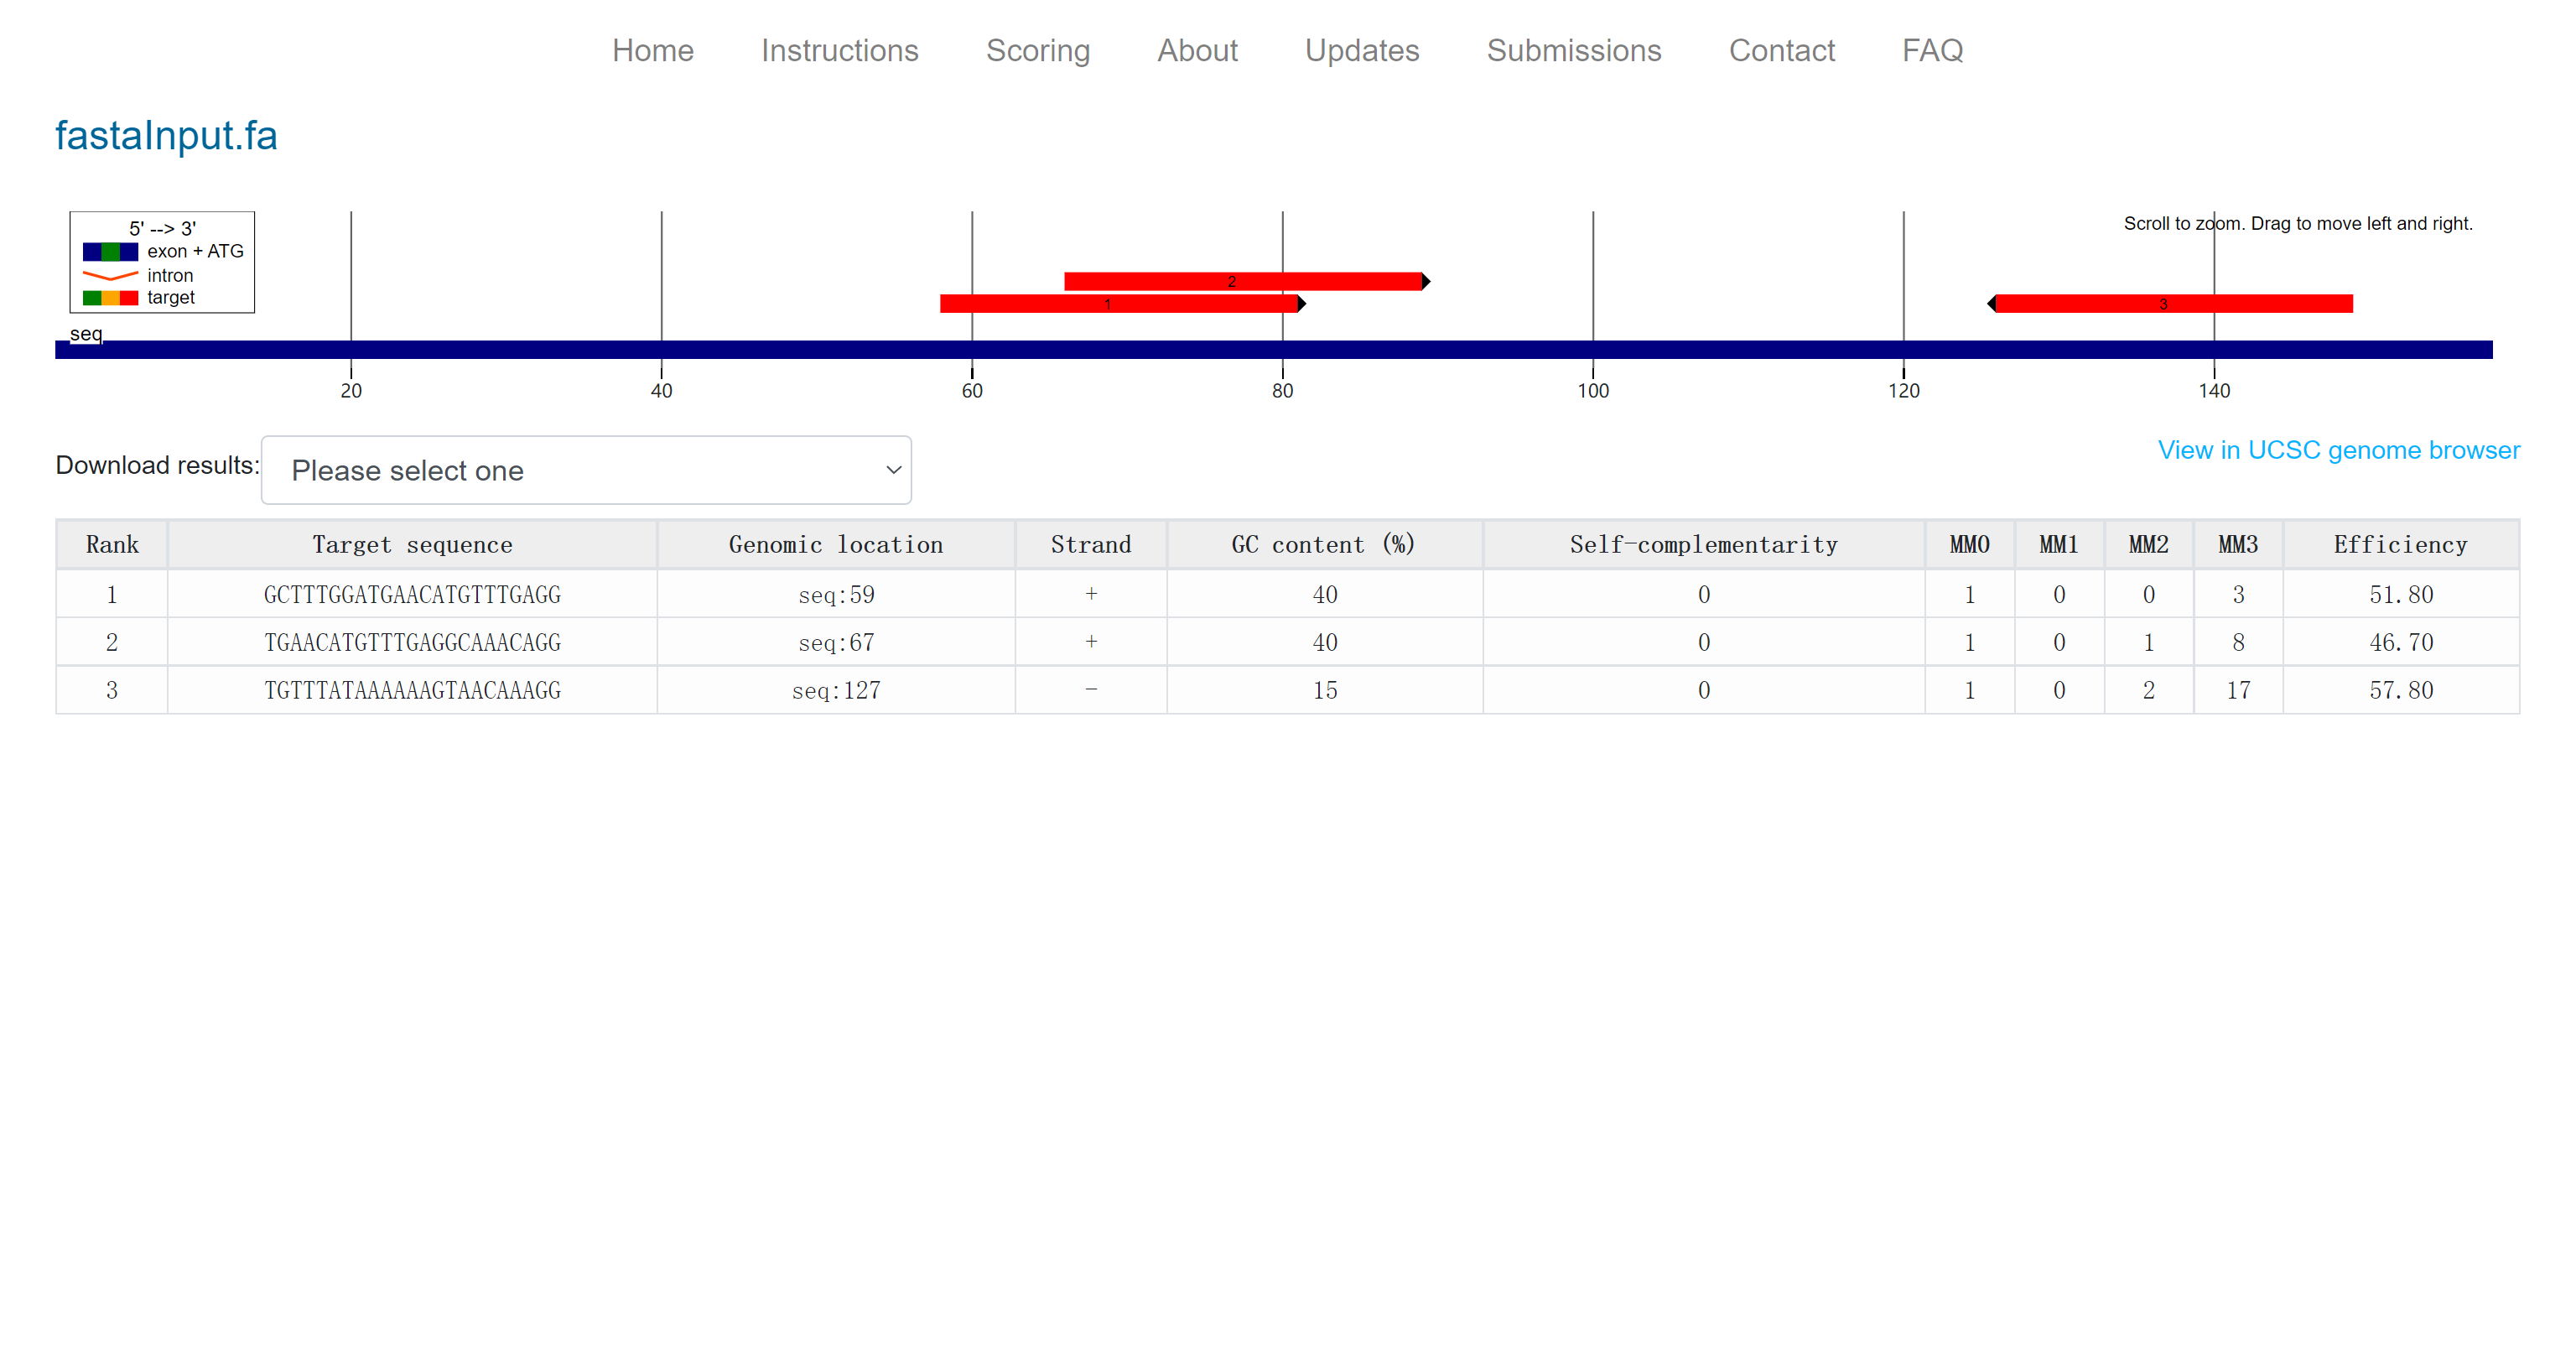 Home Instructions Scoring About Updates Submissions Contact FAQ
fastaInput.fa
5' --> 3'
exon + ATG
intron
target
Scroll to zoom. Drag to move left and right.
2
1
3
seq
20 40 60 80 100 120 140
Download results: Please select one
View in UCSC genome browser
Rank Target sequence Genomic location Strand GC content (%) Self-complementarity MM0 MM1 MM2 MM3 Efficiency
1 GCTTTGGATGAACATGTTTGAGG seq:59 + 40 0 1 0 0 3 51.80
2 TGAACATGTTTGAGGCAAACAGG seq:67 + 40 0 1 0 1 8 46.70
3 TGTTTATAAAAAAGTAACAAAGG seq:127 - 15 0 1 0 2 17 57.80